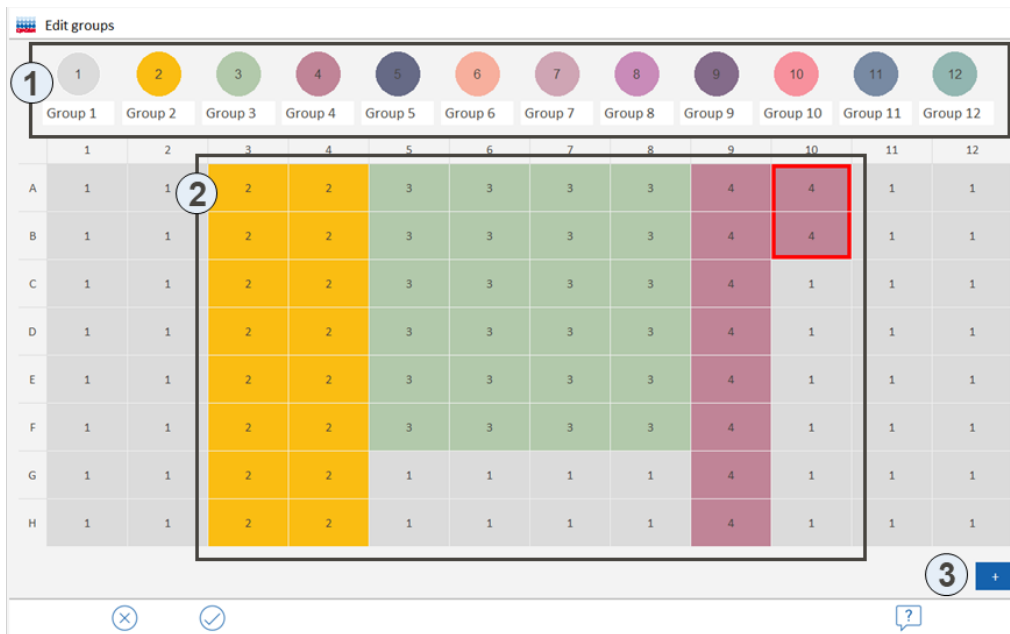 Edit groups
1 1 2 3 4 5 6 7 8 9 10 11 12
Group 1 Group 2 Group 3 Group 4 Group 5 Group 6 Group 7 Group 8 Group 9 Group 10 Group 11 Group 12
1 2 3 4 5 6 7 8 9 10 11 12
A 1 1 2 2 2 3 3 3 3 4 4 1 1
B 1 1 2 2 3 3 3 3 4 4 1 1
C 1 1 2 2 3 3 3 3 4 1 1 1
D 1 1 2 2 3 3 3 3 4 1 1 1
E 1 1 2 2 3 3 3 3 4 1 1 1
F 1 1 2 2 3 3 3 3 4 1 1 1
G 1 1 2 2 1 1 1 1 4 1 1 1
H 1 1 2 2 1 1 1 1 4 1 1 1
3 +
?